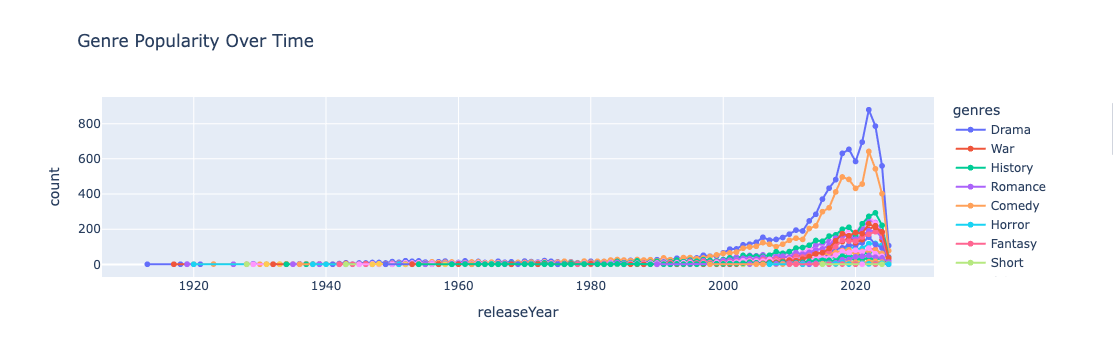 Genre Popularity Over Time
genres
Drama
War
History
Romance
Comedy
Horror
Fantasy
Short
count
800
600
400
200
0
1920 1940 1960 1980 2000 2020
releaseYear